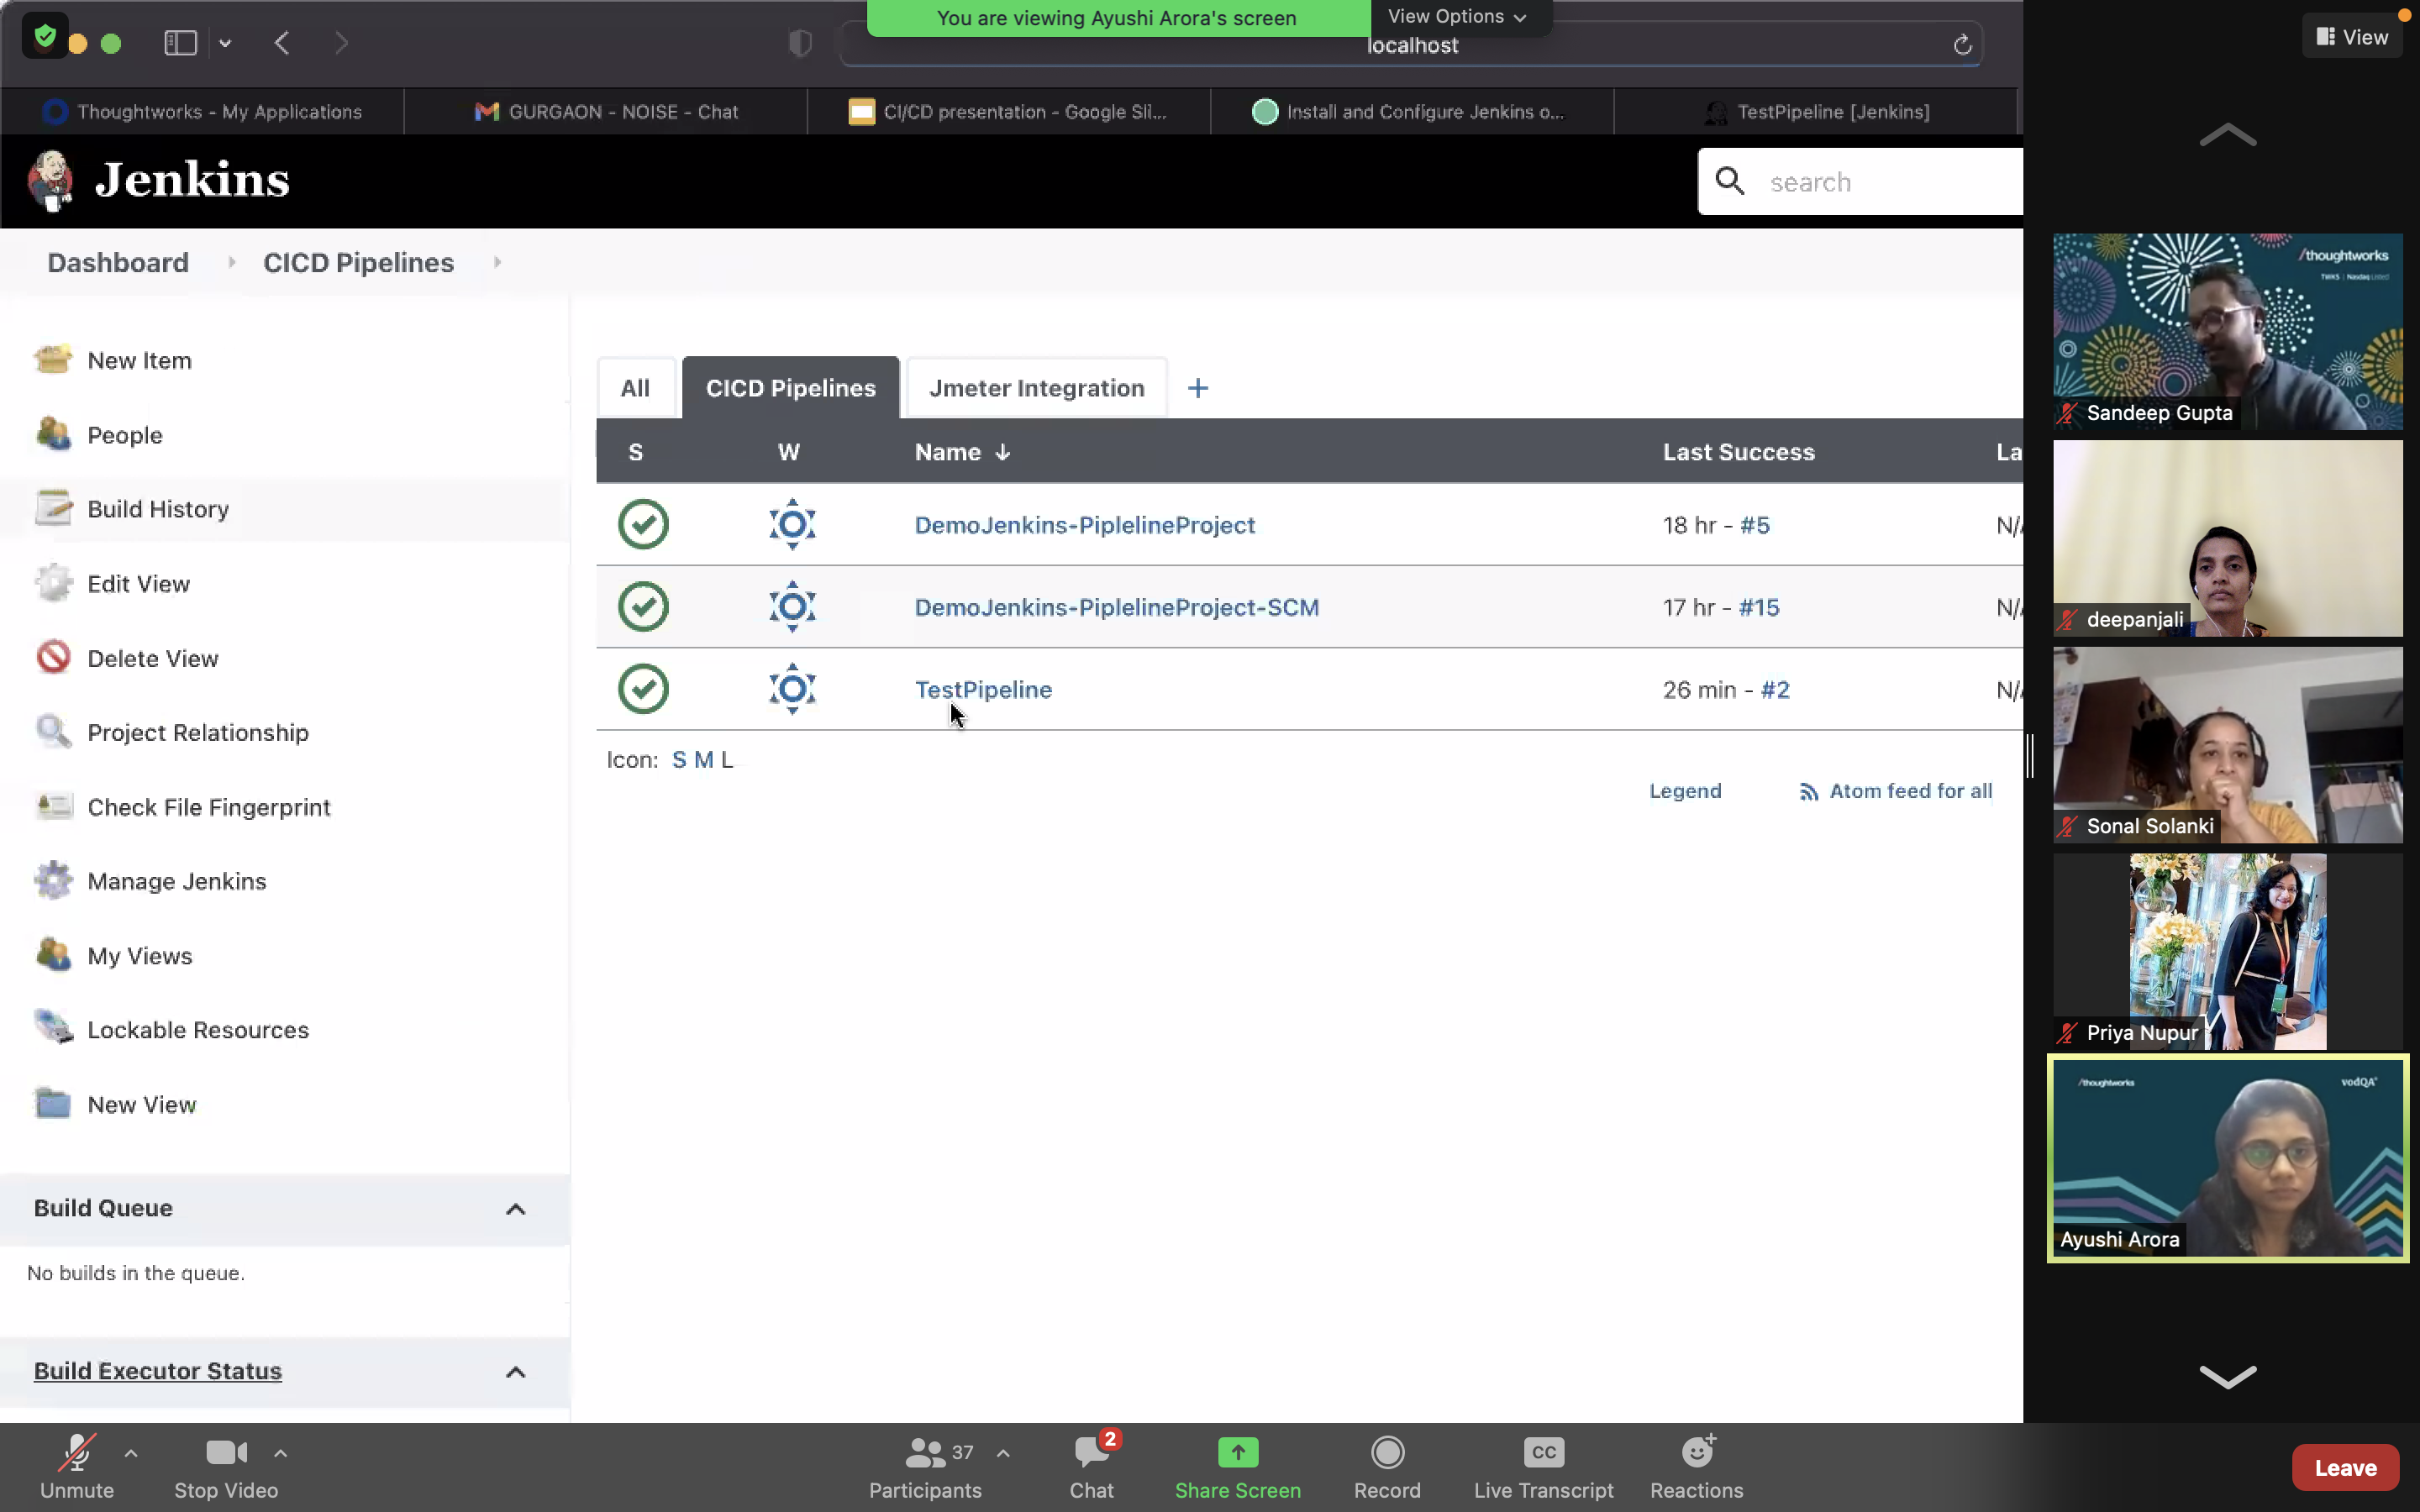 You are viewing Ayushi Arora's screen
View Options
View
localhost
Thoughtworks - My Applications
GURGAON - NOISE - Chat
CI/CD presentation - Google Sli...
Install and Configure Jenkins o...
TestPipeline [Jenkins]
Jenkins
search
Dashboard
CICD Pipelines
New Item
People
Build History
Edit View
Delete View
Project Relationship
Check File Fingerprint
Manage Jenkins
My Views
Lockable Resources
New View
Build Queue
No builds in the queue.
Build Executor Status
All
CICD Pipelines
Jmeter Integration
+
S W Name ↓ Last Success La
DemoJenkins-PiplelineProject 18 hr - #5 N/
DemoJenkins-PiplelineProject-SCM 17 hr - #15 N/
TestPipeline 26 min - #2 N/
Icon: S M L
Legend
Atom feed for all
/thoughtworks
TWKS | Nasdaq Listed
Sandeep Gupta
deepanjali
Sonal Solanki
Priya Nupur
/thoughtworks
vodQA
Ayushi Arora
Unmute
Stop Video
37
Participants
2
Chat
Share Screen
Record
CC
Live Transcript
Reactions
Leave